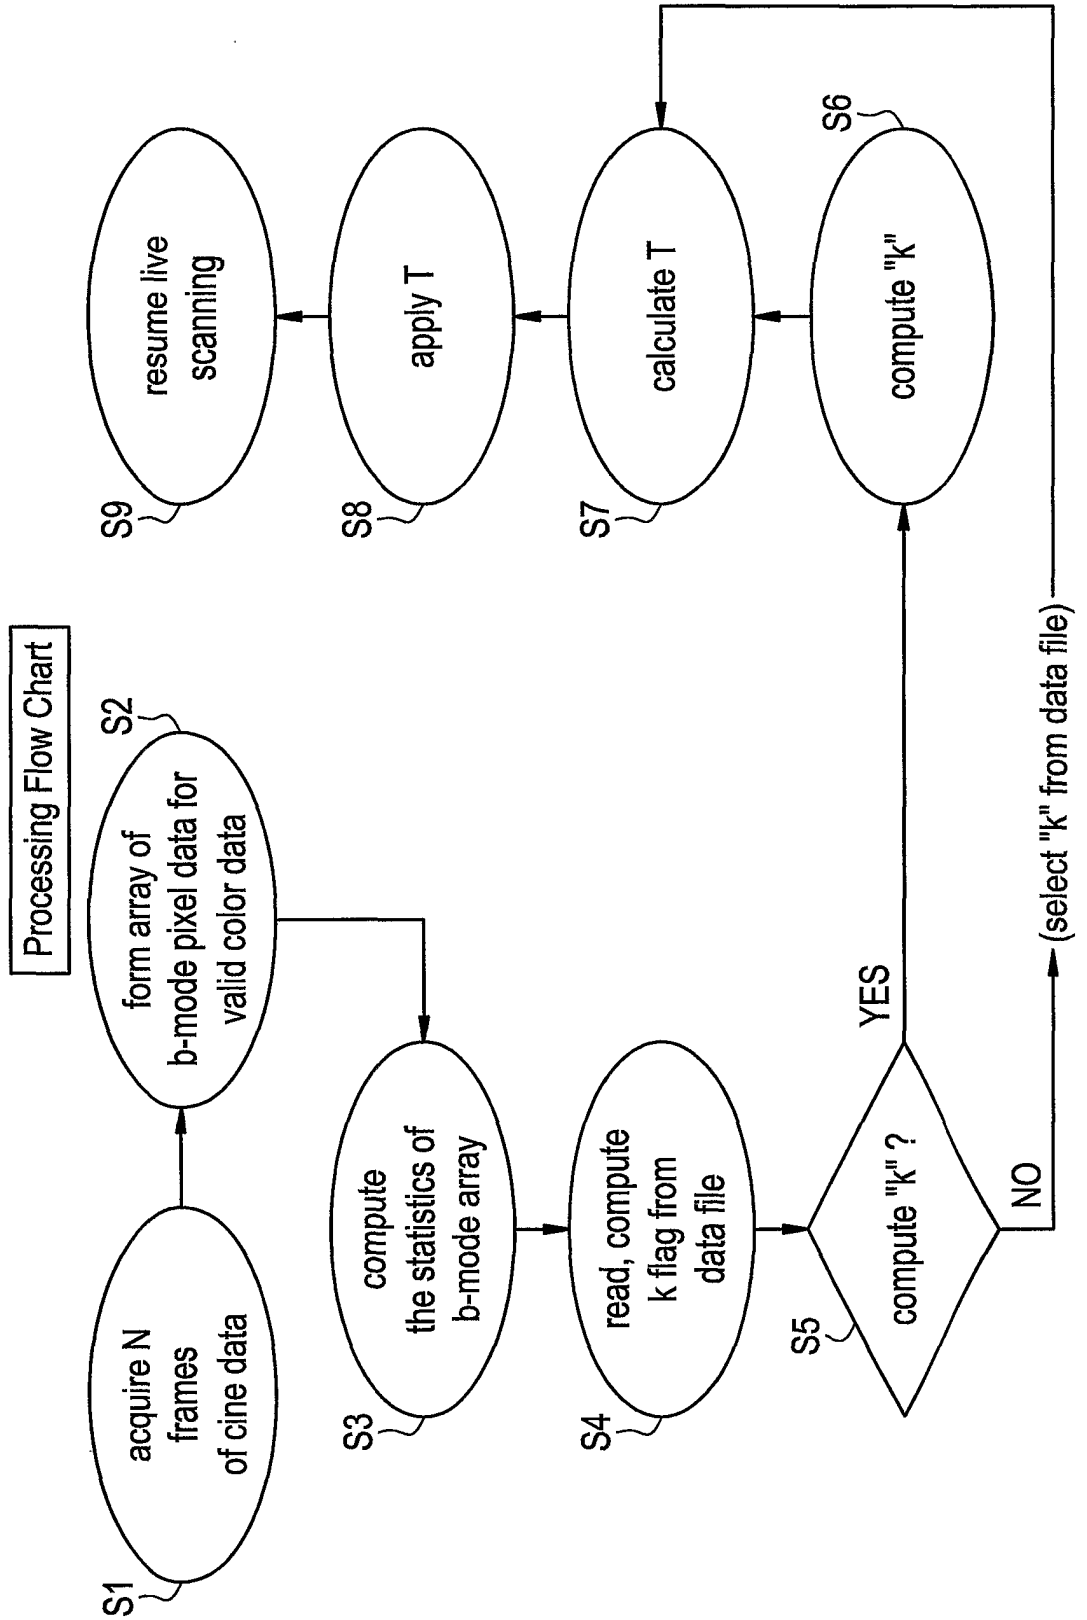 Processing Flow Chart
S1
acquire N
frames
of cine data
S2
form array of
b-mode pixel data for
valid color data
S3
compute
the statistics of
b-mode array
S4
read, compute
k flag from
data file
S5
compute "k" ?
YES
NO
(select "k" from data file)
S6
compute "k"
S7
calculate T
S8
apply T
S9
resume live
scanning